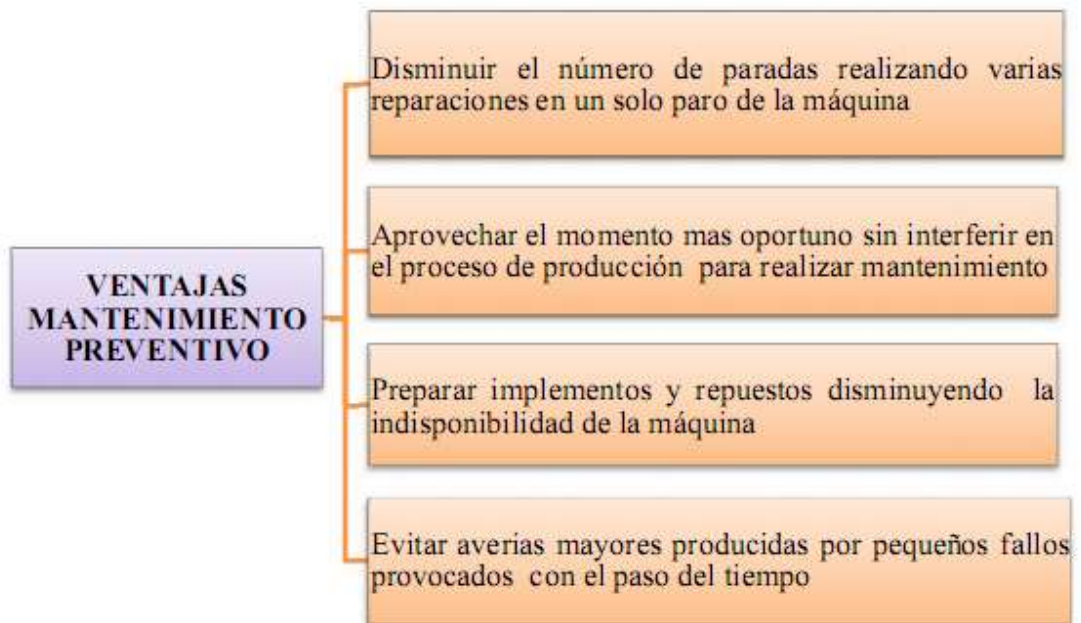 VENTAJAS
MANTENIMIENTO
PREVENTIVO
Disminuir el número de paradas realizando varias
reparaciones en un solo paro de la máquina
Aprovechar el momento mas oportuno sin interferir en
el proceso de producción para realizar mantenimiento
Preparar implementos y repuestos disminuyendo la
indisponibilidad de la máquina
Evitar averias mayores producidas por pequeños fallos
provocados con el paso del tiempo